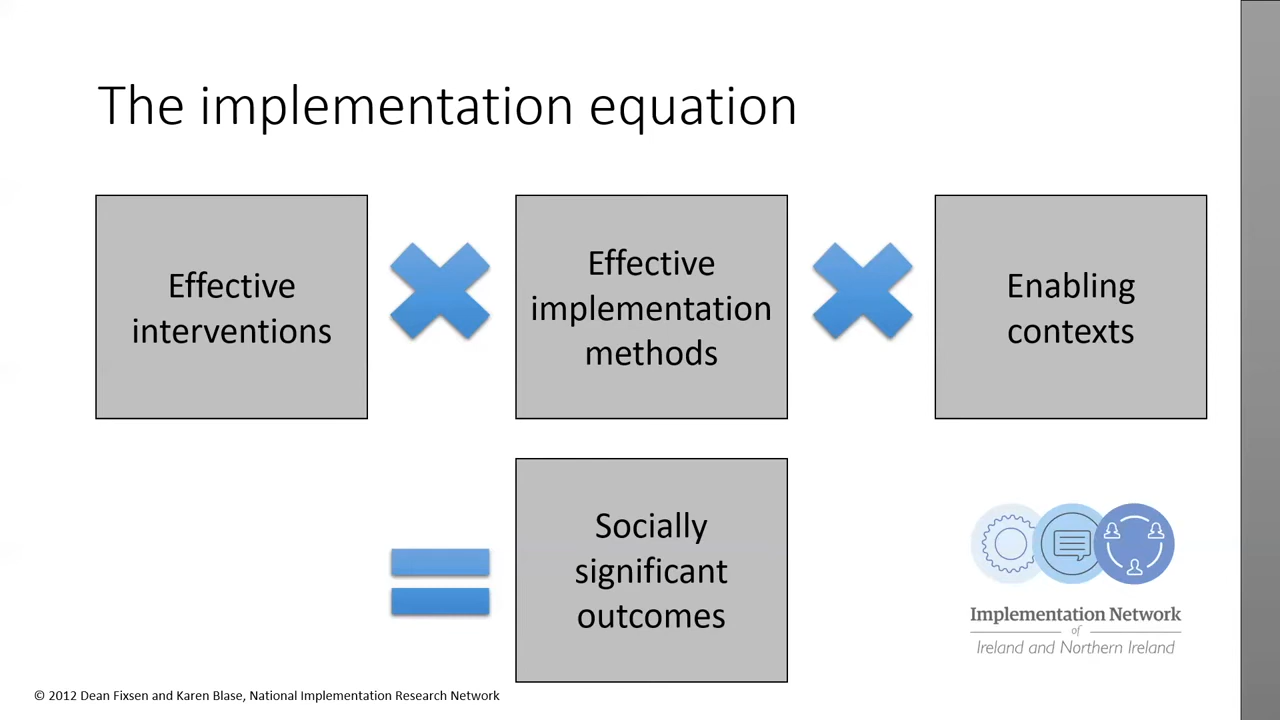 The implementation equation
Effective
interventions
Effective
implementation
methods
Enabling
contexts
Socially
significant
outcomes
Implementation Network
of
Ireland and Northern Ireland
© 2012 Dean Fixsen and Karen Blase, National Implementation Research Network